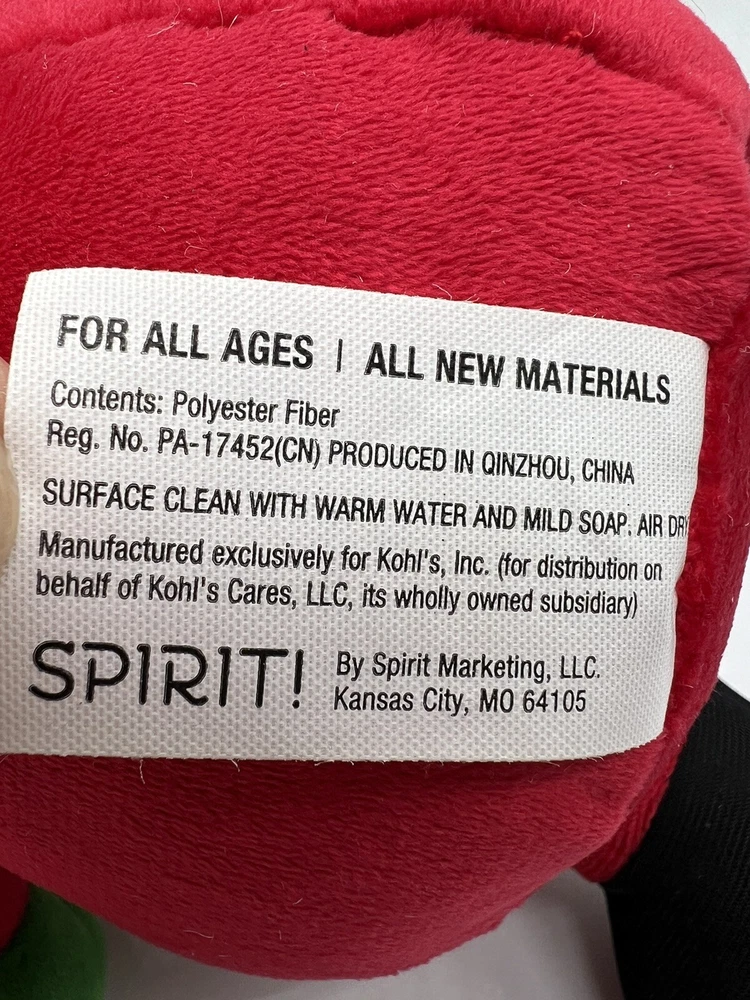 FOR ALL AGES | ALL NEW MATERIALS
Contents: Polyester Fiber
Reg. No. PA-17452(CN) PRODUCED IN QINZHOU, CHINA
SURFACE CLEAN WITH WARM WATER AND MILD SOAP. AIR DRY
Manufactured exclusively for Kohl's, Inc. (for distribution on
behalf of Kohl's Cares, LLC, its wholly owned subsidiary)
SPIRIT! By Spirit Marketing, LLC.
Kansas City, MO 64105